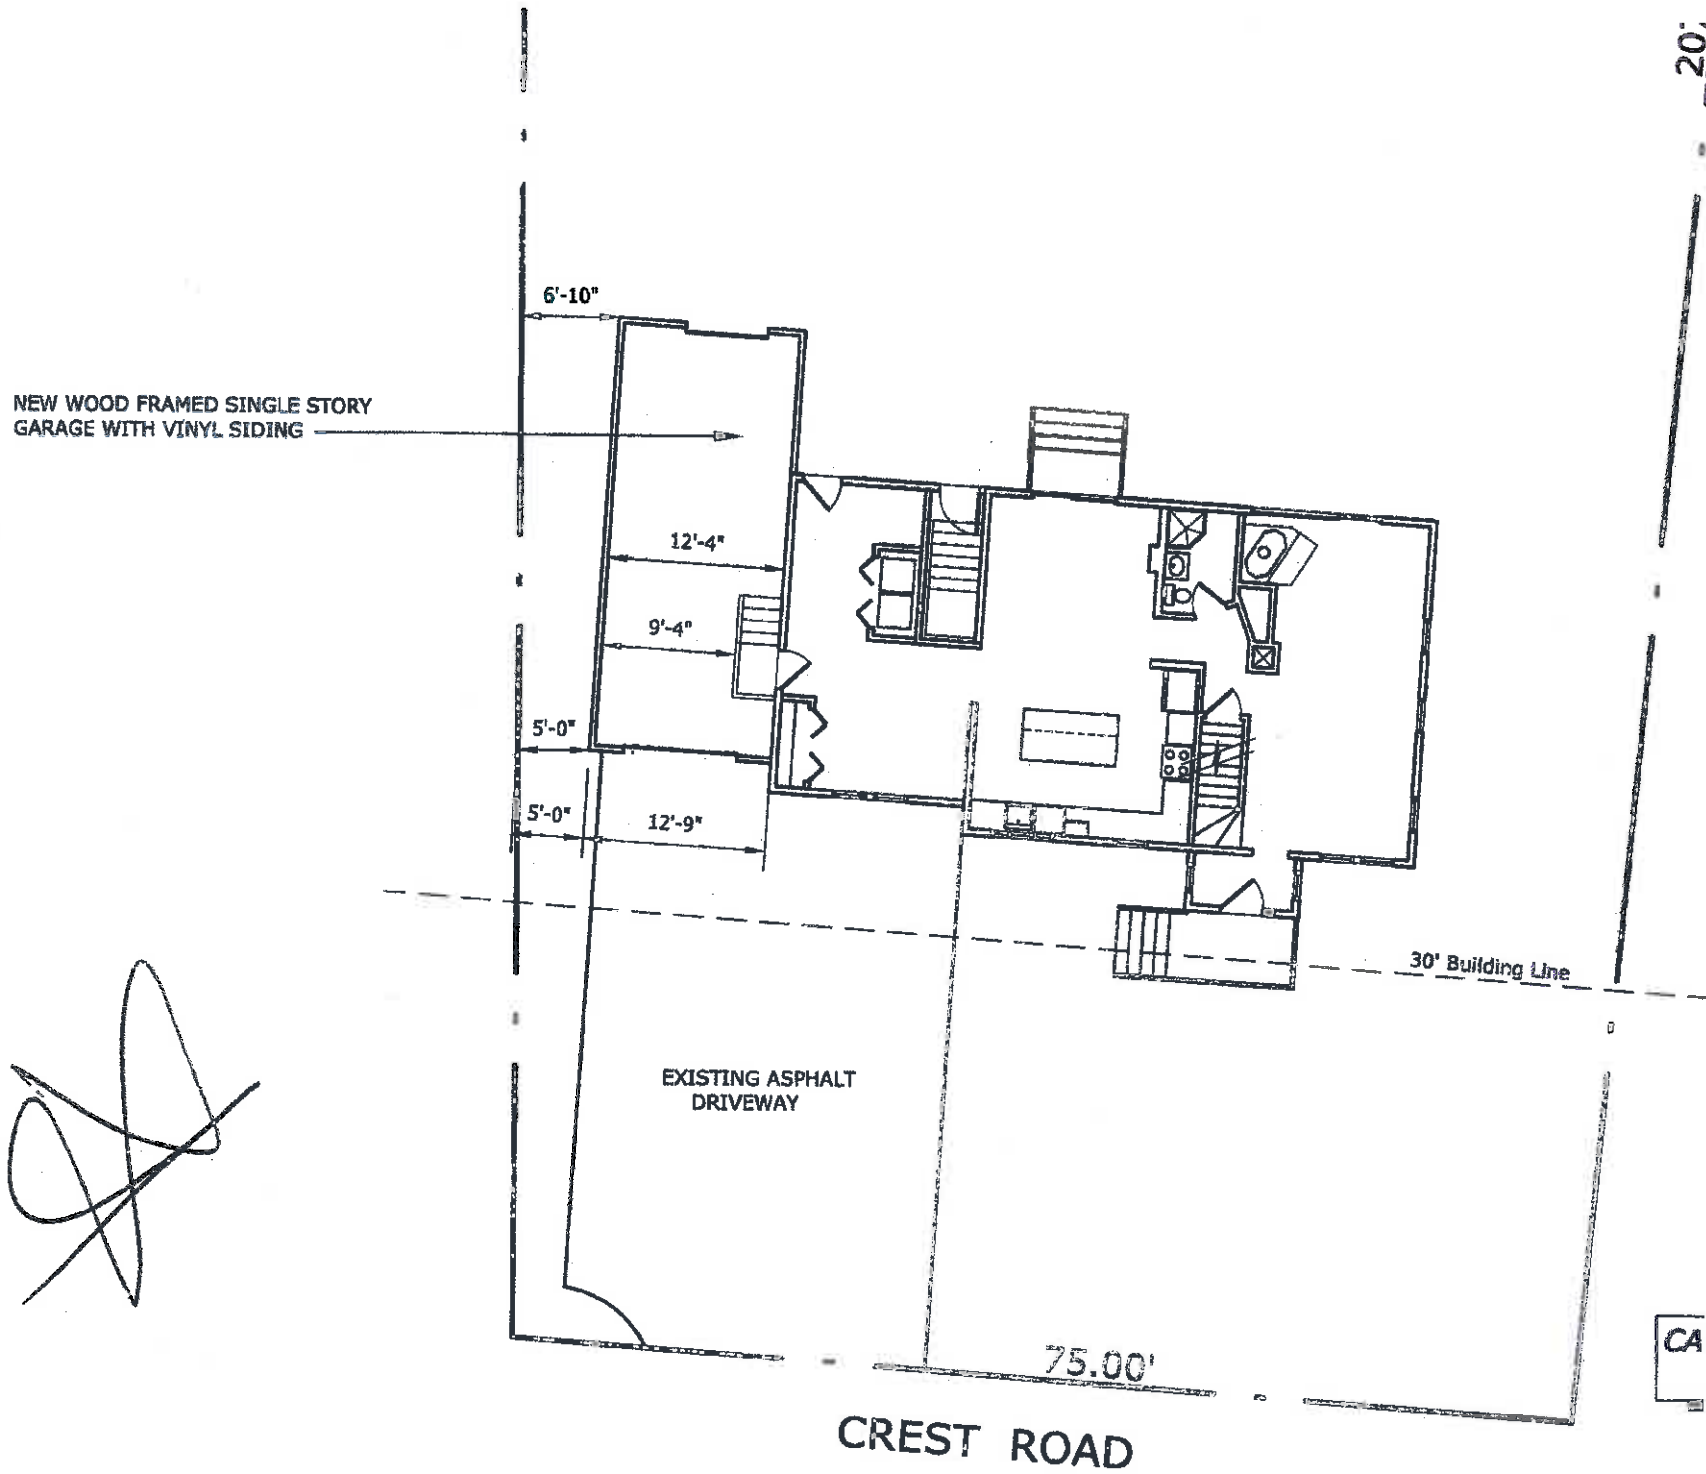 20
6'-10"
NEW WOOD FRAMED SINGLE STORY
GARAGE WITH VINYL SIDING
12'-4"
9'-4"
5'-0"
5'-0"
12'-9"
30' Building Line
EXISTING ASPHALT
DRIVEWAY
75.00'
CA
CREST ROAD